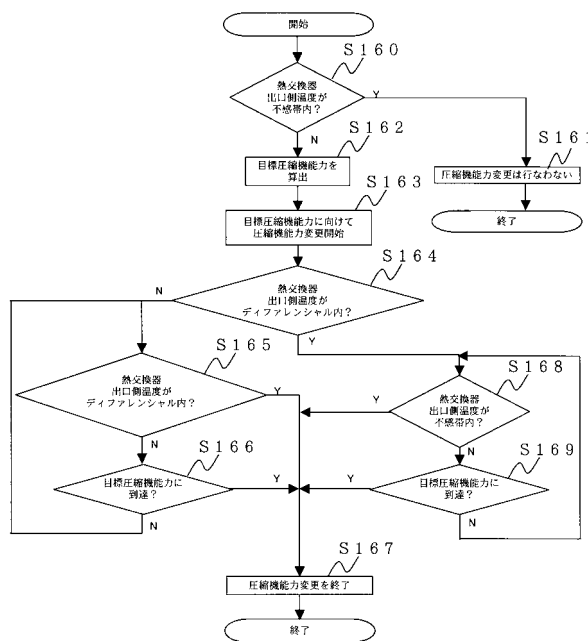 開始
S160
熱交換器
出口側温度が
不感帯内？
Y
N
S162
S161
目標圧縮機能力を
算出
圧縮機能力変更は行なわない
S163
終了
目標圧縮機能力に向けて
圧縮機能力変更開始
S164
N
熱交換器
出口側温度が
ディファレンシャル内？
Y
S165
S168
熱交換器
出口側温度が
ディファレンシャル内？
Y
熱交換器
出口側温度が
不感帯内？
Y
N
S166
N
S169
目標圧縮機能力に
到達？
Y
Y
目標圧縮機能力に
到達？
N
N
S167
圧縮機能力変更を終了
終了